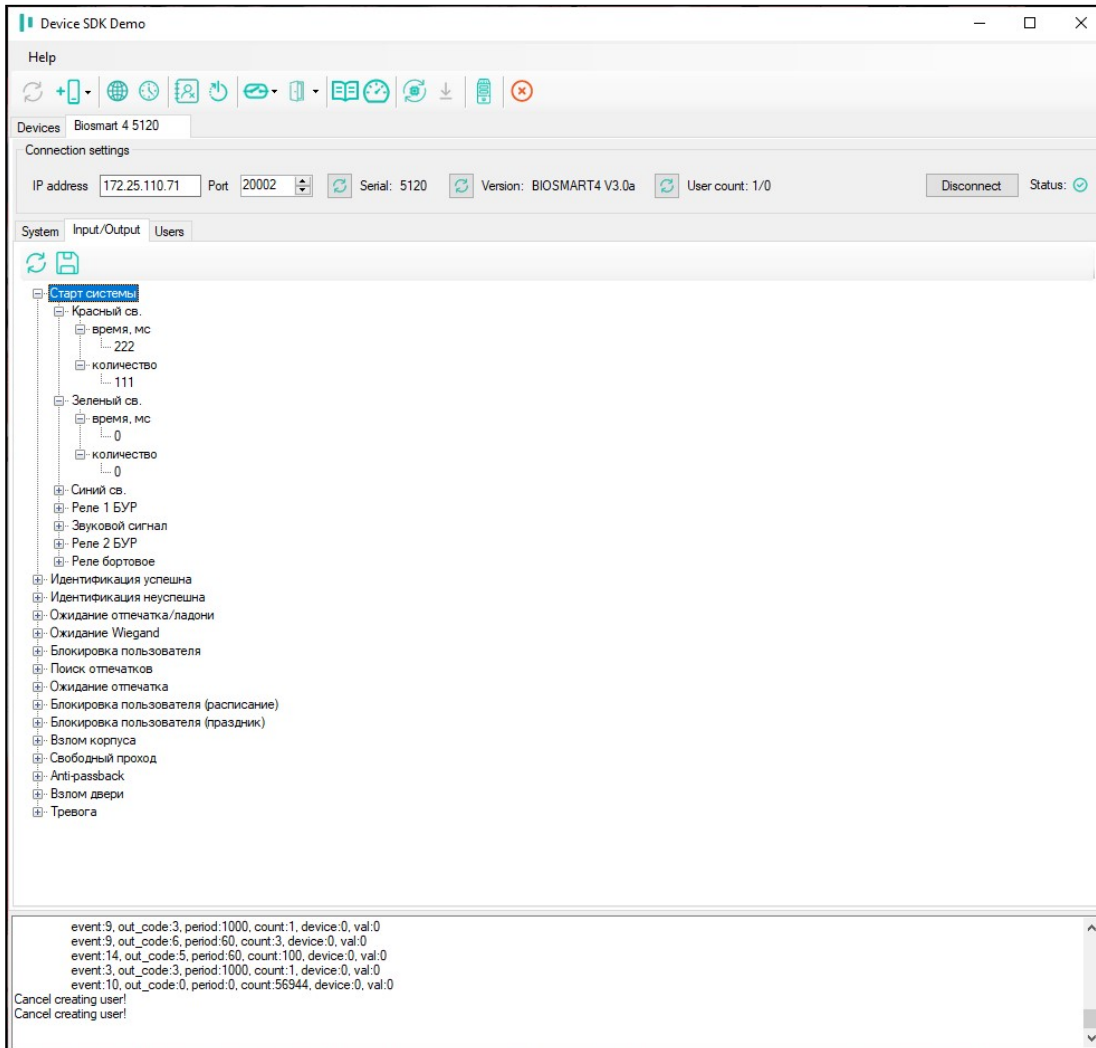 Device SDK Demo
Help
Devices Biosmart 4 5120
Connection settings
IP address 172.25.110.71 Port 20002 Serial: 5120 Version: BIOSMART4 V3.0a User count: 1/0 Disconnect Status:
System Input/Output Users
Старт системы
Красный св.
время, мс
222
количество
111
Зеленый св.
время, мс
0
количество
0
Синий св.
Реле 1 БУР
Звуковой сигнал
Реле 2 БУР
Реле бортовое
Идентификация успешна
Идентификация неуспешна
Ожидание отпечатка/ладони
Ожидание Wiegand
Блокировка пользователя
Поиск отпечатков
Ожидание отпечатка
Блокировка пользователя (расписание)
Блокировка пользователя (праздник)
Взлом корпуса
Свободный проход
Anti-passback
Взлом двери
Тревога
event:9, out_code:3, period:1000, count:1, device:0, val:0
event:9, out_code:6, period:60, count:3, device:0, val:0
event:14, out_code:5, period:60, count:100, device:0, val:0
event:3, out_code:3, period:1000, count:1, device:0, val:0
event:10, out_code:0, period:0, count:56944, device:0, val:0
Cancel creating user!
Cancel creating user!